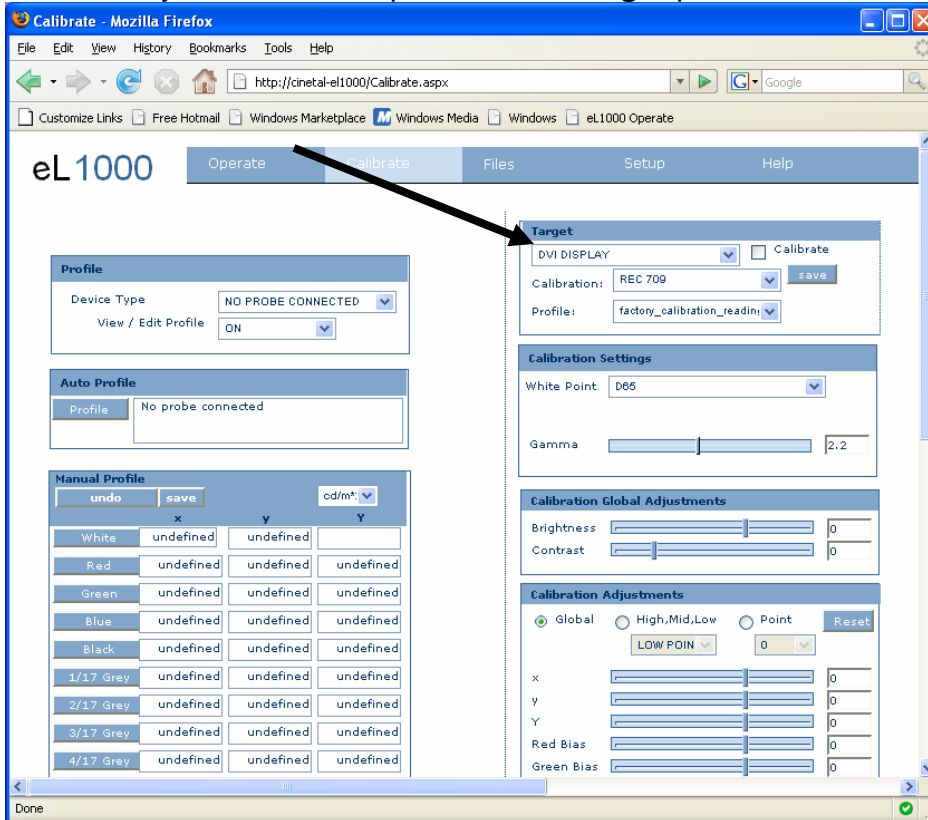 Calibrate - Mozilla Firefox
File Edit View History Bookmarks Tools Help
http://cinetal-el1000/Calibrate.aspx
G Google
Customize Links Free Hotmail Windows Marketplace Windows Media Windows eL1000 Operate
eL1000 Operate Calibrate Files Setup Help
Profile
Device Type NO PROBE CONNECTED
View / Edit Profile ON
Auto Profile
Profile No probe connected
Manual Profile
undo save cd/m^
x y Y
White undefined undefined
Red undefined undefined undefined
Green undefined undefined undefined
Blue undefined undefined undefined
Black undefined undefined undefined
1/17 Grey undefined undefined undefined
2/17 Grey undefined undefined undefined
3/17 Grey undefined undefined undefined
4/17 Grey undefined undefined undefined
Target
DVI DISPLAY Calibrate
Calibration: REC 709 save
Profile: factory_calibration_reading
Calibration Settings
White Point D65
Gamma 2.2
Calibration Global Adjustments
Brightness 0
Contrast 0
Calibration Adjustments
Global High,Mid,Low Point Reset
LOW POIN 0
x 0
y 0
Y 0
Red Bias 0
Green Bias 0
Done